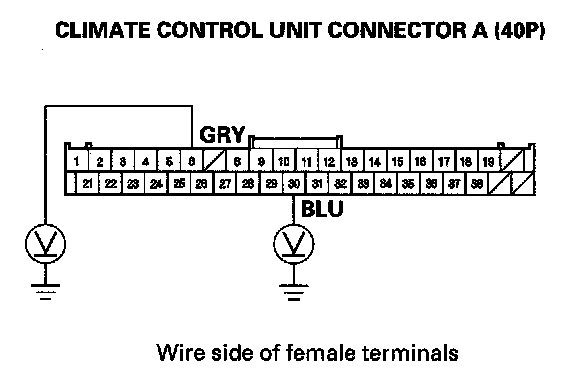 CLIMATE CONTROL UNIT CONNECTOR A (40P)
GRY
1 2 3 4 5 6 8 9 10 11 12 13 14 15 16 17 18 19
21 22 23 24 25 26 27 28 29 30 31 32 33 34 35 36 37 38
BLU
V V
Wire side of female terminals